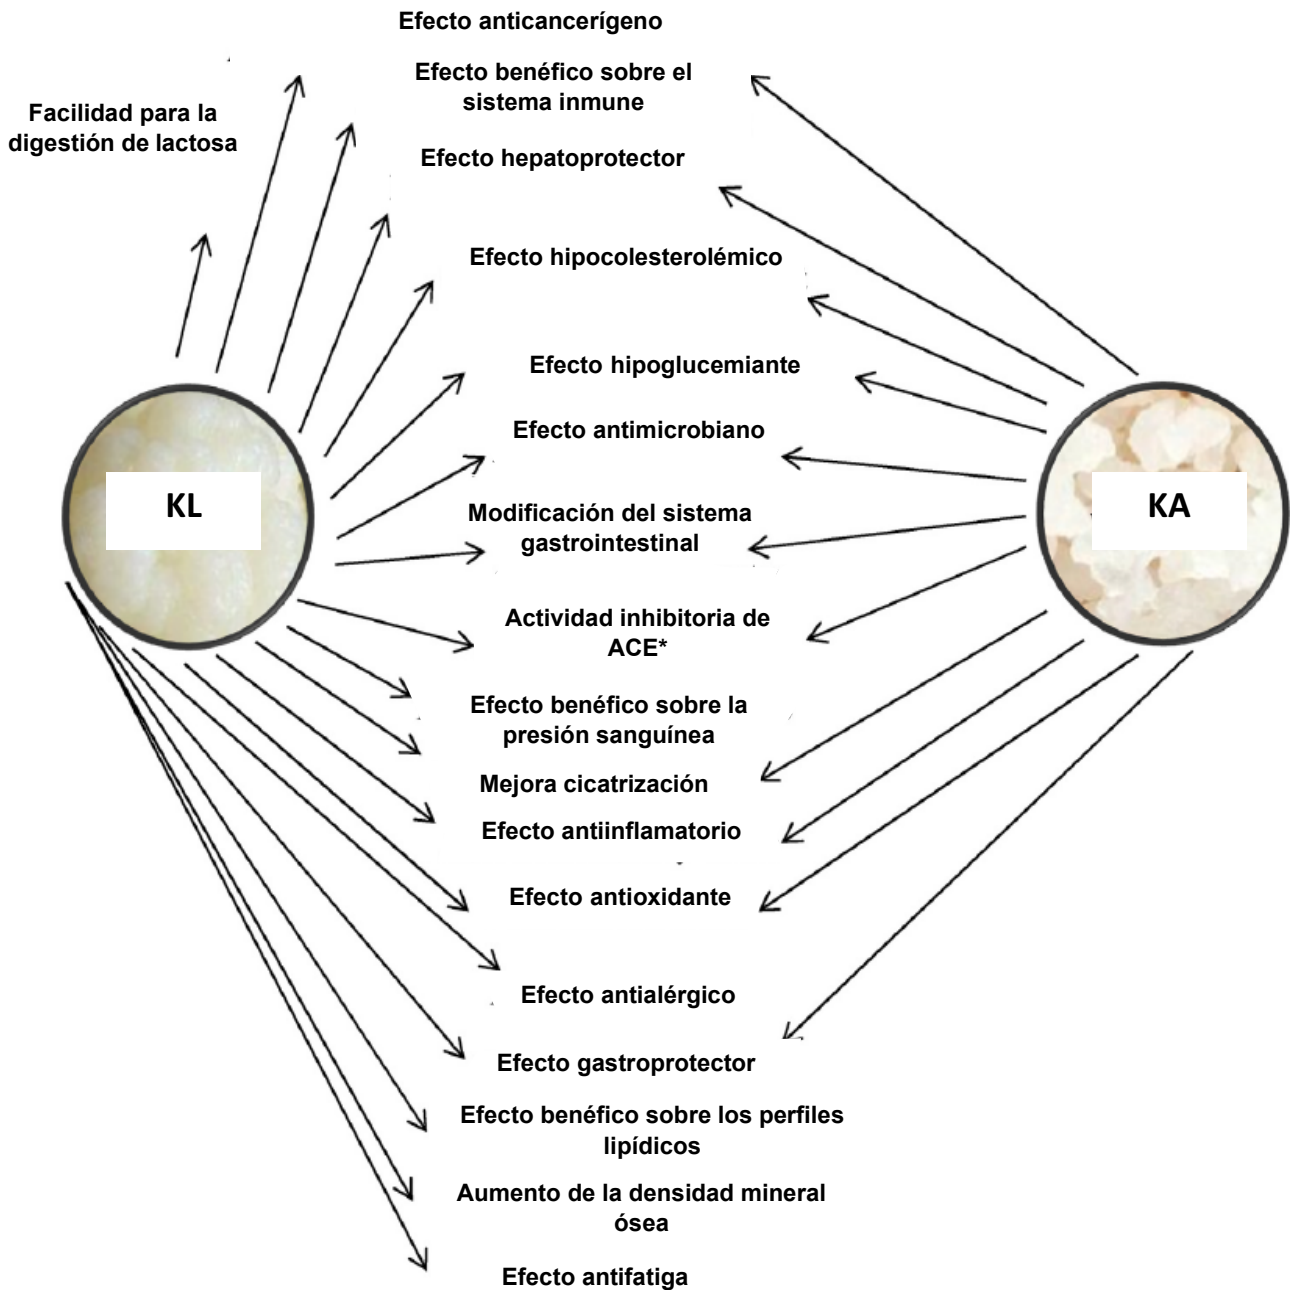 Efecto anticancerígeno
Efecto benéfico sobre el
sistema inmune
Facilidad para la
digestión de lactosa
Efecto hepatoprotector
Efecto hipocolesterolémico
Efecto hipoglucemiante
Efecto antimicrobiano
KL
KA
Modificación del sistema
gastrointestinal
Actividad inhibitoria de
ACE*
Efecto benéfico sobre la
presión sanguínea
Mejora cicatrización
Efecto antiinflamatorio
Efecto antioxidante
Efecto antialérgico
Efecto gastroprotector
Efecto benéfico sobre los perfiles
lipídicos
Aumento de la densidad mineral
ósea
Efecto antifatiga